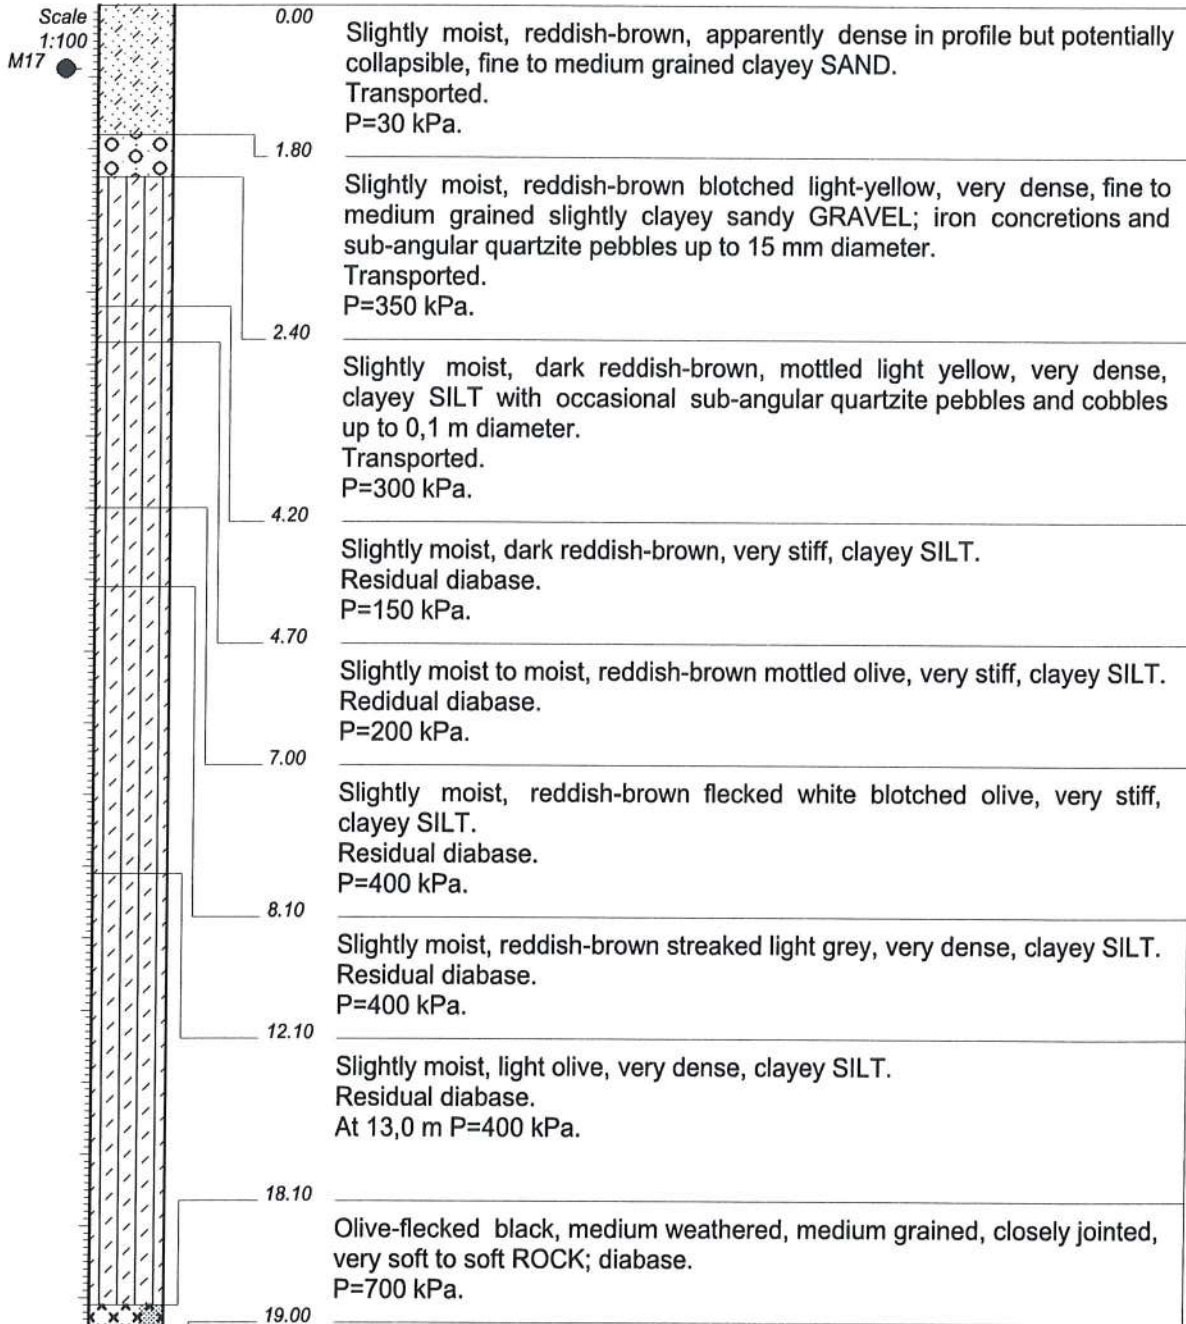 Scale
1:100
M17
0.00
Slightly moist, reddish-brown, apparently dense in profile but potentially
collapsible, fine to medium grained clayey SAND.
Transported.
P=30 kPa.
1.80
Slightly moist, reddish-brown blotched light-yellow, very dense, fine to
medium grained slightly clayey sandy GRAVEL; iron concretions and
sub-angular quartzite pebbles up to 15 mm diameter.
Transported.
P=350 kPa.
2.40
Slightly moist, dark reddish-brown, mottled light yellow, very dense,
clayey SILT with occasional sub-angular quartzite pebbles and cobbles
up to 0,1 m diameter.
Transported.
P=300 kPa.
4.20
Slightly moist, dark reddish-brown, very stiff, clayey SILT.
Residual diabase.
P=150 kPa.
4.70
Slightly moist to moist, reddish-brown mottled olive, very stiff, clayey SILT.
Redidual diabase.
P=200 kPa.
7.00
Slightly moist, reddish-brown flecked white blotched olive, very stiff,
clayey SILT.
Residual diabase.
P=400 kPa.
8.10
Slightly moist, reddish-brown streaked light grey, very dense, clayey SILT.
Residual diabase.
P=400 kPa.
12.10
Slightly moist, light olive, very dense, clayey SILT.
Residual diabase.
At 13,0 m P=400 kPa.
18.10
Olive-flecked black, medium weathered, medium grained, closely jointed,
very soft to soft ROCK; diabase.
P=700 kPa.
19.00